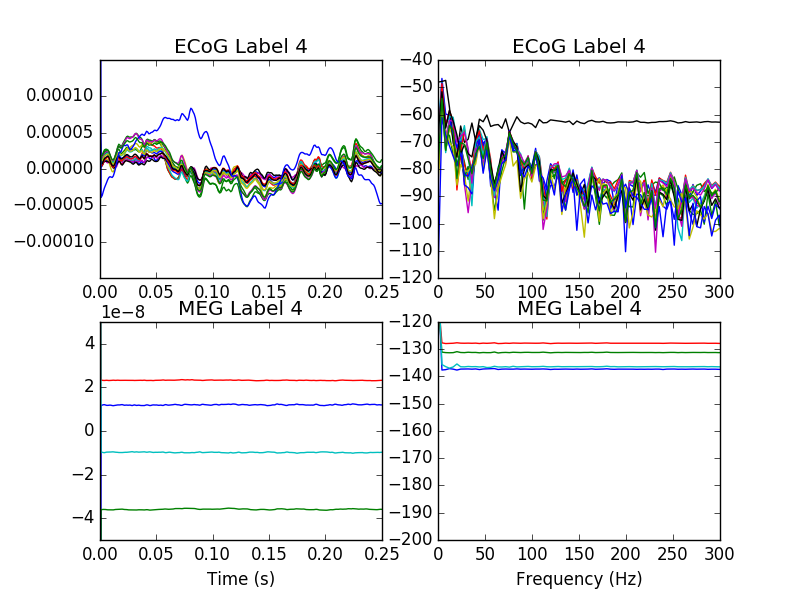 ECoG Label 4
0.00010
0.00005
0.00000
−0.00005
−0.00010
0.00 0.05 0.10 0.15 0.20 0.25
ECoG Label 4
−40
−50
−60
−70
−80
−90
−100
−110
−120
0 50 100 150 200 250 300
MEG Label 4
1e−8
4
2
0
−2
−4
0.00 0.05 0.10 0.15 0.20 0.25
Time (s)
MEG Label 4
−120
−130
−140
−150
−160
−170
−180
−190
−200
0 50 100 150 200 250 300
Frequency (Hz)